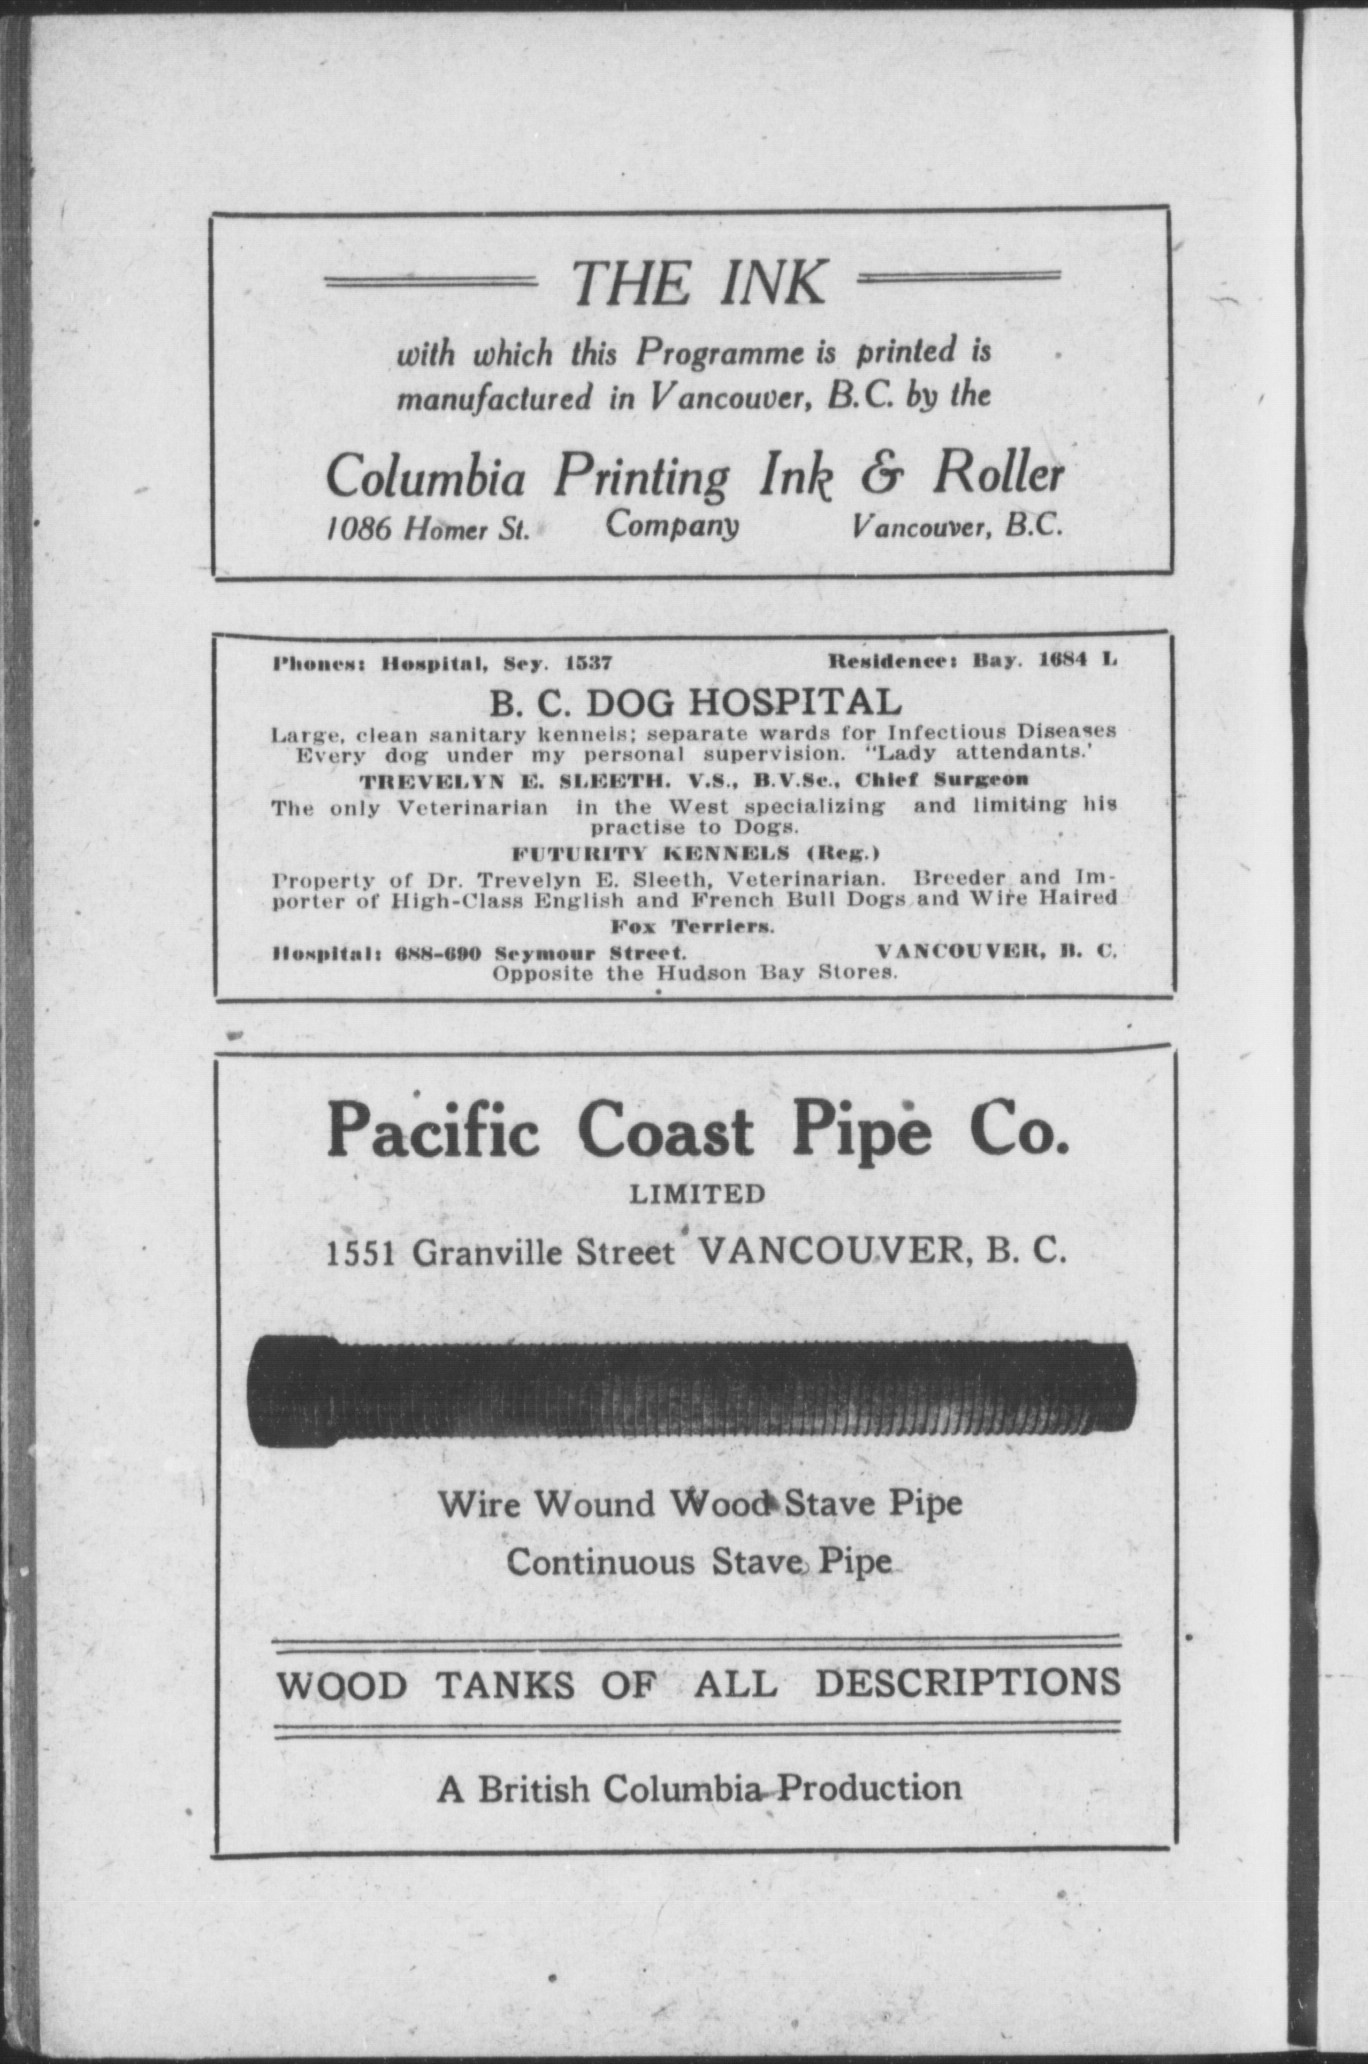 THE INK
with which this Programme is printed is
manufactured in Vancouver, B.C. by the
Columbia Printing Ink & Roller
1086 Homer St. Company Vancouver, B.C.
Phones: Hospital, Sey. 1537 Residence: Bay. 1684 L
B. C. DOG HOSPITAL
Large, clean sanitary kennels; separate wards for Infectious Diseases
Every dog under my personal supervision. "Lady attendants.'
TREVELYN E. SLEETH. V.S., B.V.Sc., Chief Surgeon
The only Veterinarian in the West specializing and limiting his
practise to Dogs.
FUTURITY KENNELS (Reg.)
Property of Dr. Trevelyn E. Sleeth, Veterinarian. Breeder and Im-
porter of High-Class English and French Bull Dogs and Wire Haired
Fox Terriers.
Hospital: 688-690 Seymour Street. VANCOUVER, B. C.
Opposite the Hudson Bay Stores.
Pacific Coast Pipe Co.
LIMITED
1551 Granville Street VANCOUVER, B. C.
Wire Wound Wood Stave Pipe
Continuous Stave Pipe
WOOD TANKS OF ALL DESCRIPTIONS
A British Columbia Production